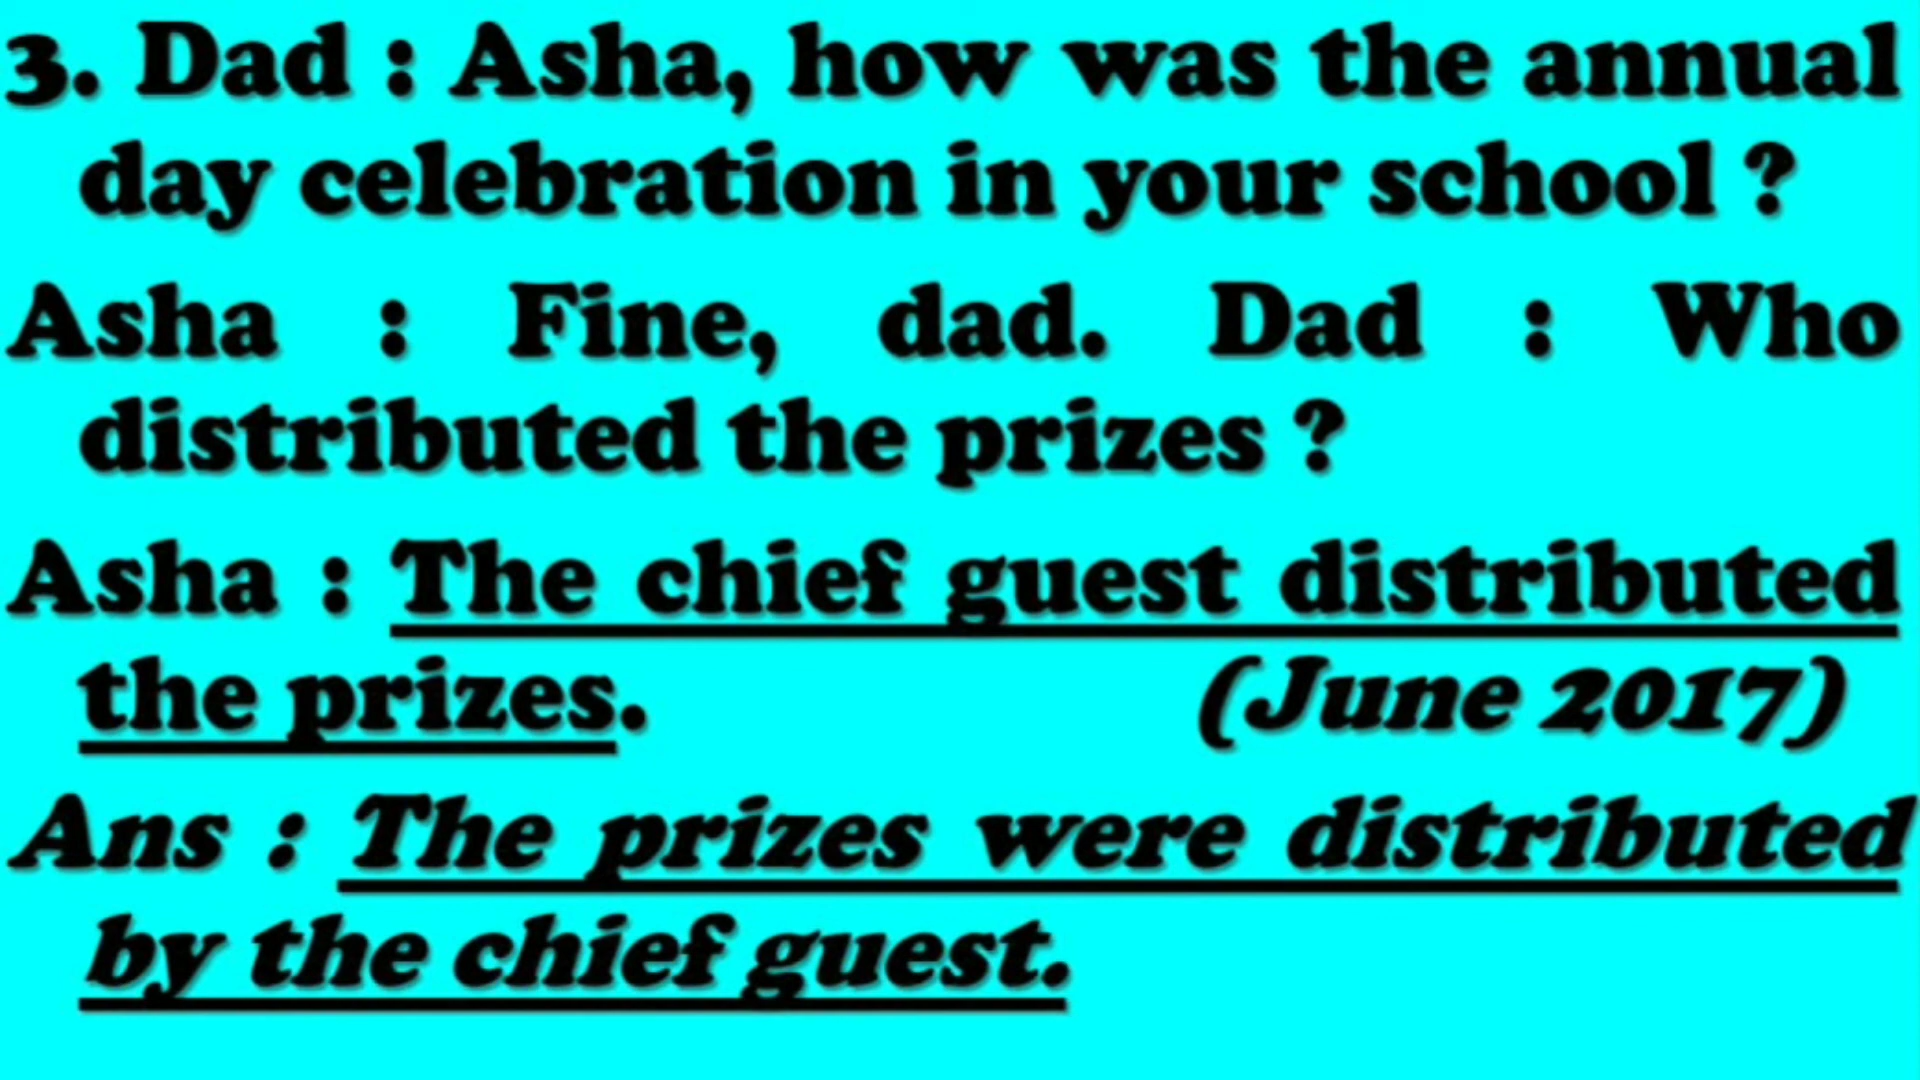 3. Dad : Asha, how was the annual
day celebration in your school ?
Asha : Fine, dad. Dad : Who
distributed the prizes ?
Asha : The chief guest distributed
the prizes. (June 2017)
Ans : The prizes were distributed
by the chief guest.